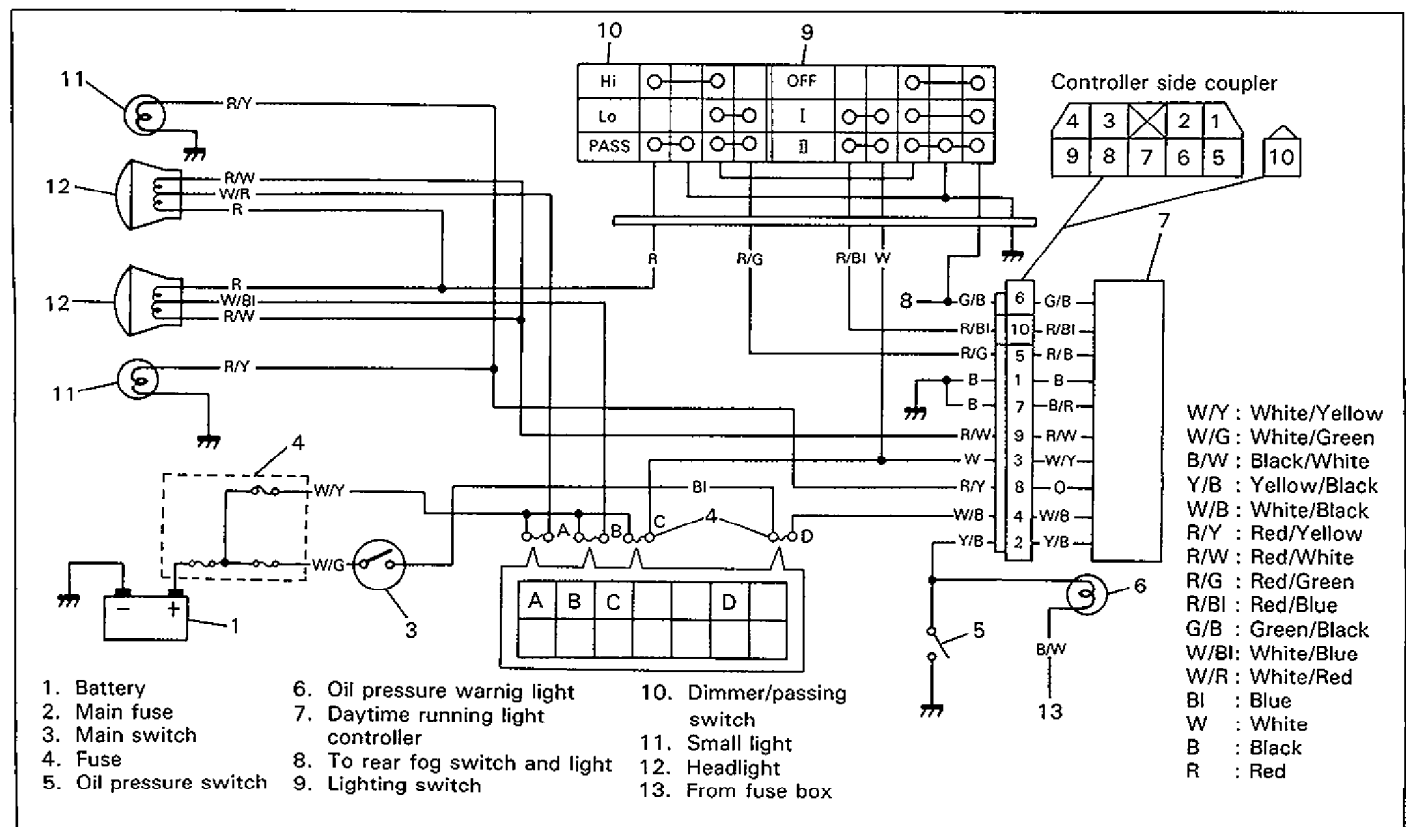 10
9
11
R/Y
Hi
OFF
Controller side coupler
Lo
I
4 3 2 1
PASS
II
9 8 7 6 5
10
12
R/W
W/R
R
7
R
R/G
R/Bl
W
12
R
W/Bl
R/W
8
G/B 6 G/B
R/Bl 10 R/Bl
R/G 5 R/B
B 1 B
B 7 B/R
R/W 9 R/W
W 3 W/Y
R/Y 8 O
W/B 4 W/B
Y/B 2 Y/B
11
R/Y
4
W/Y
Bl
A
B
C
4
D
W/G
- +
1
3
A B C D
5
6
B/W
13
W/Y : White/Yellow
W/G : White/Green
B/W : Black/White
Y/B : Yellow/Black
W/B : White/Black
R/Y : Red/Yellow
R/W : Red/White
R/G : Red/Green
R/Bl : Red/Blue
G/B : Green/Black
W/Bl : White/Blue
W/R : White/Red
Bl : Blue
W : White
B : Black
R : Red
1. Battery
2. Main fuse
3. Main switch
4. Fuse
5. Oil pressure switch
6. Oil pressure warnig light
7. Daytime running light
controller
8. To rear fog switch and light
9. Lighting switch
10. Dimmer/passing
switch
11. Small light
12. Headlight
13. From fuse box